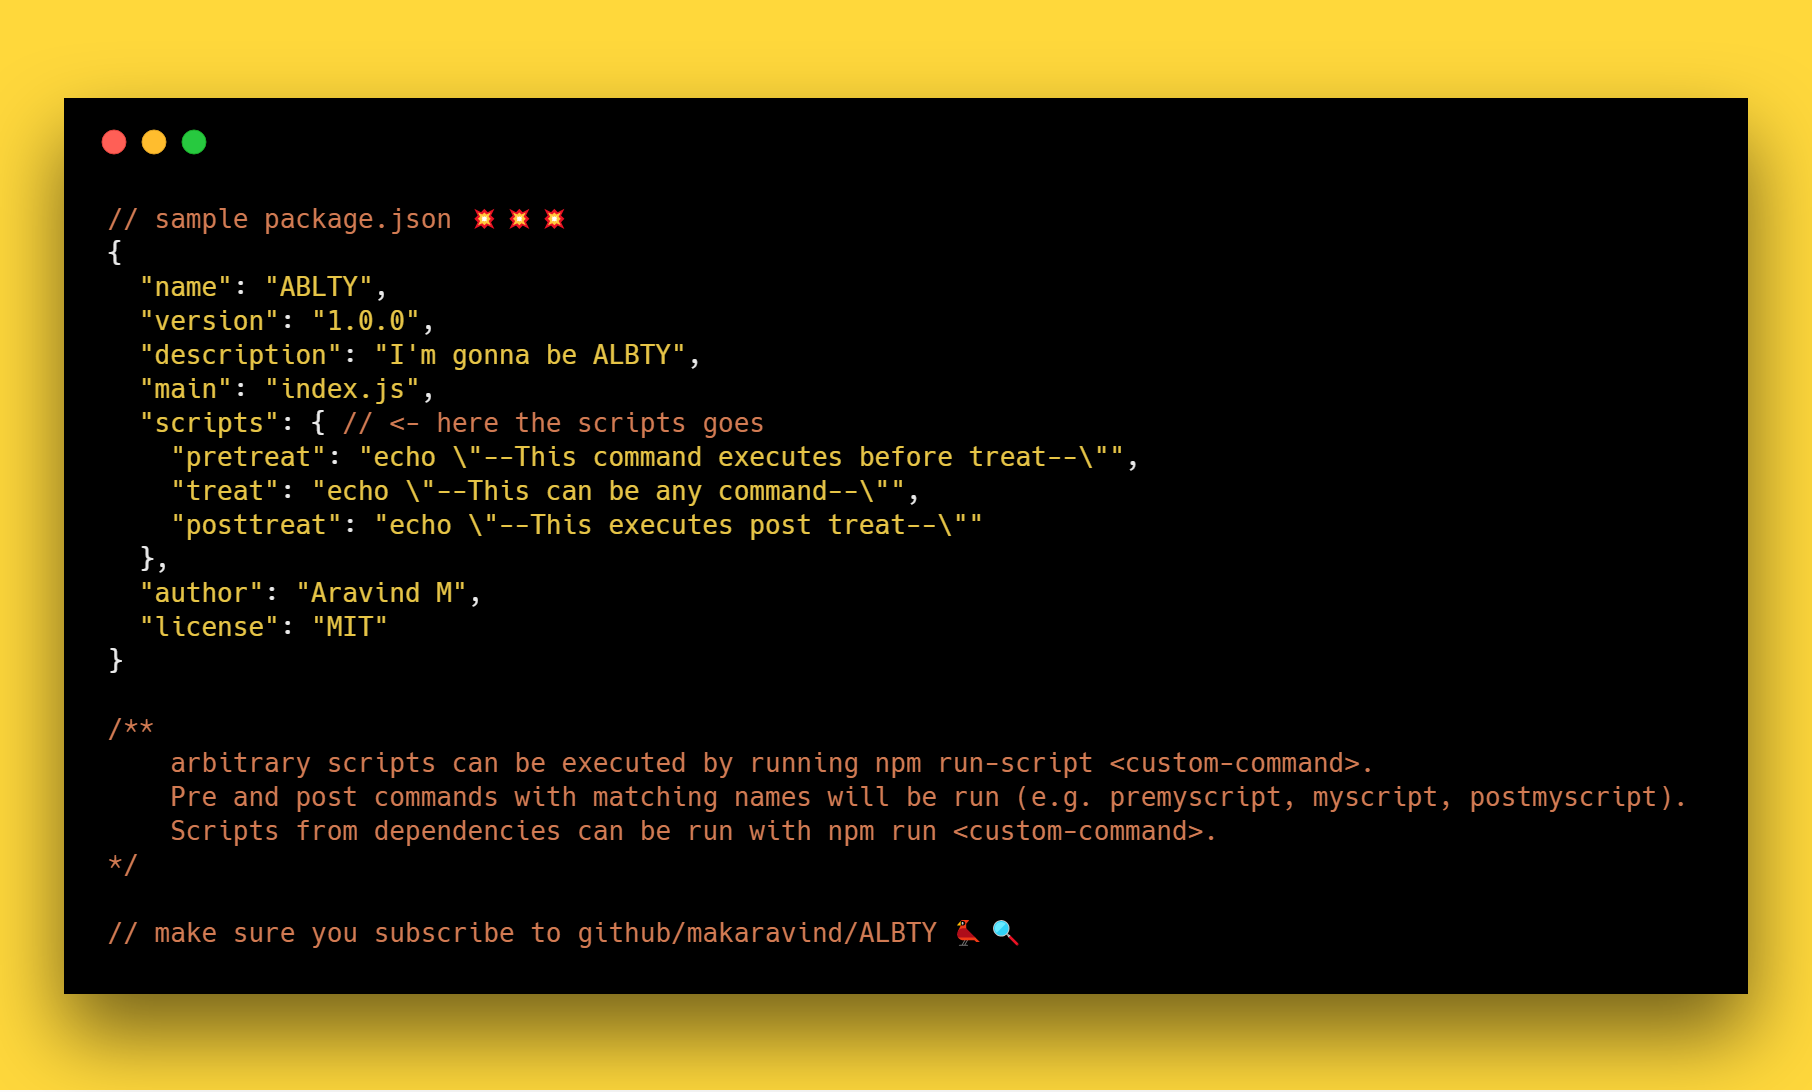 // sample package.json 💥 💥 💥
{
  "name": "ABLTY",
  "version": "1.0.0",
  "description": "I'm gonna be ALBTY",
  "main": "index.js",
  "scripts": { // <- here the scripts goes
    "pretreat": "echo \"--This command executes before treat--\"",
    "treat": "echo \"--This can be any command--\"",
    "posttreat": "echo \"--This executes post treat--\""
  },
  "author": "Aravind M",
  "license": "MIT"
}

/**
    arbitrary scripts can be executed by running npm run-script <custom-command>.
    Pre and post commands with matching names will be run (e.g. premyscript, myscript, postmyscript).
    Scripts from dependencies can be run with npm run <custom-command>.
*/

// make sure you subscribe to github/makaravind/ALBTY 🐦 🔍